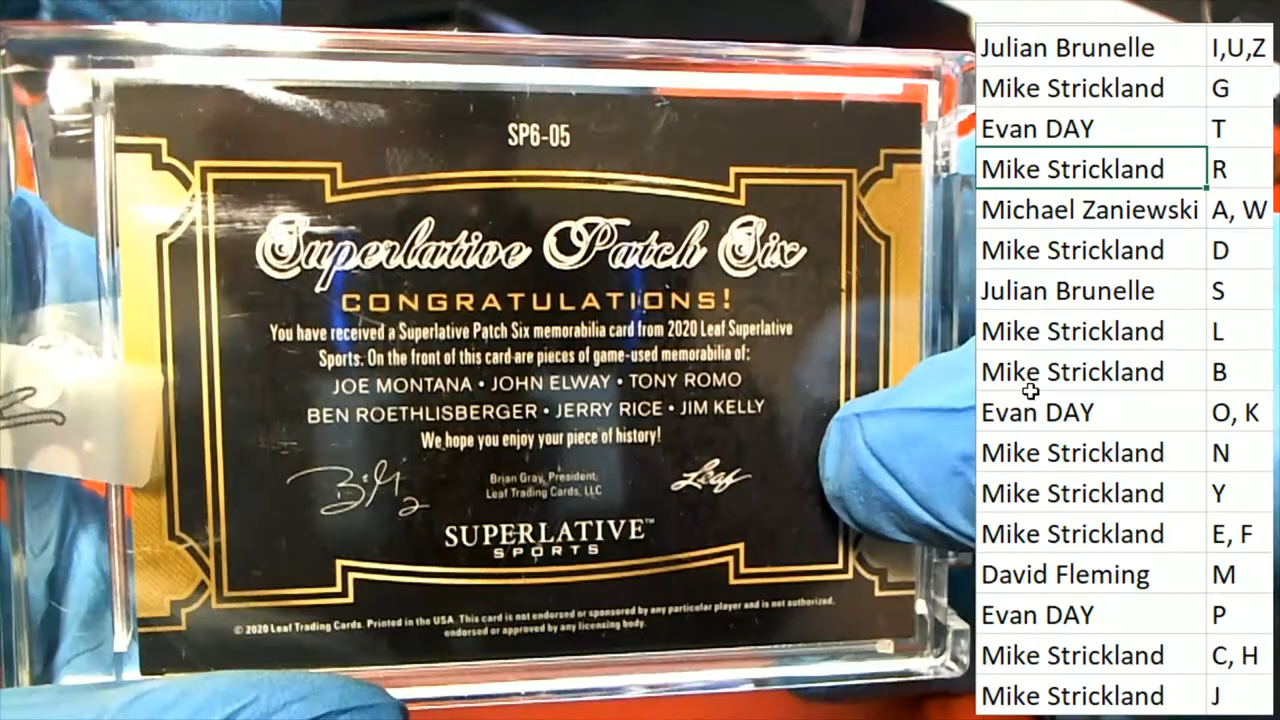 SP6-05
Superlative Patch Six
CONGRATULATIONS!
You have received a Superlative Patch Six memorabilia card from 2020 Leaf Superlative
Sports. On the front of this card are pieces of game-used memorabilia of:
JOE MONTANA • JOHN ELWAY • TONY ROMO
BEN ROETHLISBERGER • JERRY RICE • JIM KELLY
We hope you enjoy your piece of history!
Brian Gray, President,
Leaf Trading Cards, LLC
Leaf
SUPERLATIVE™
SPORTS
© 2020 Leaf Trading Cards. Printed in the USA. This card is not endorsed or sponsored by any particular player and is not authorized,
endorsed or approved by any licensing body.
Julian Brunelle I,U,Z
Mike Strickland G
Evan DAY T
Mike Strickland R
Michael Zaniewski A, W
Mike Strickland D
Julian Brunelle S
Mike Strickland L
Mike Strickland B
Evan DAY O, K
Mike Strickland N
Mike Strickland Y
Mike Strickland E, F
David Fleming M
Evan DAY P
Mike Strickland C, H
Mike Strickland J